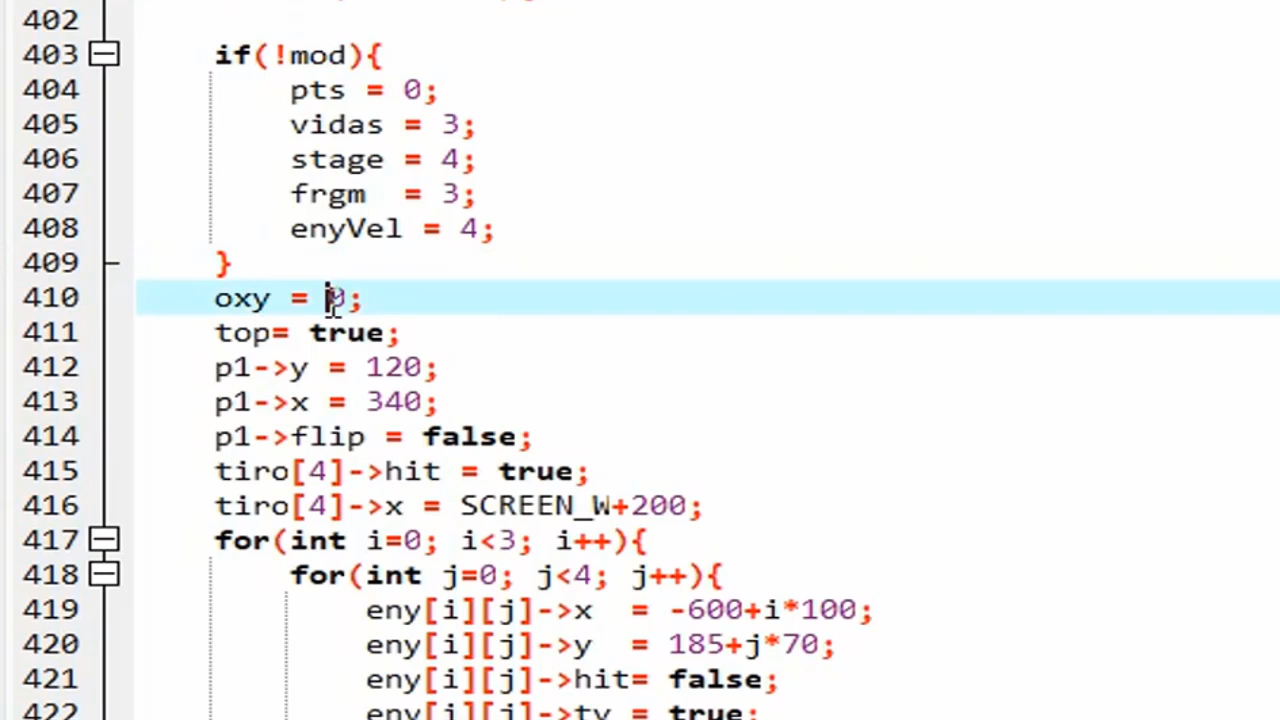 402
403 if(!mod){
404 pts = 0;
405 vidas = 3;
406 stage = 4;
407 frgm  = 3;
408 enyVel = 4;
409 }
410 oxy = 0;
411 top= true;
412 p1->y = 120;
413 p1->x = 340;
414 p1->flip = false;
415 tiro[4]->hit = true;
416 tiro[4]->x = SCREEN_W+200;
417 for(int i=0; i<3; i++){
418 for(int j=0; j<4; j++){
419 eny[i][j]->x  = -600+i*100;
420 eny[i][j]->y  = 185+j*70;
421 eny[i][j]->hit= false;
422 eny[i][j]->ty = true;